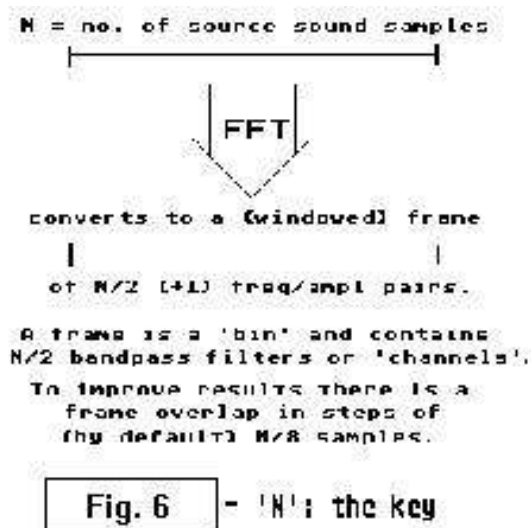 N = no. of source sound samples
FFT
converts to a (windowed) frame
of N/2 (+1) freq/ampl pairs.
A frame is a 'bin' and contains
N/2 bandpass filters or 'channels'.
To improve results there is a
frame overlap in steps of
(by default) N/8 samples.
Fig. 6 - 'N': the key